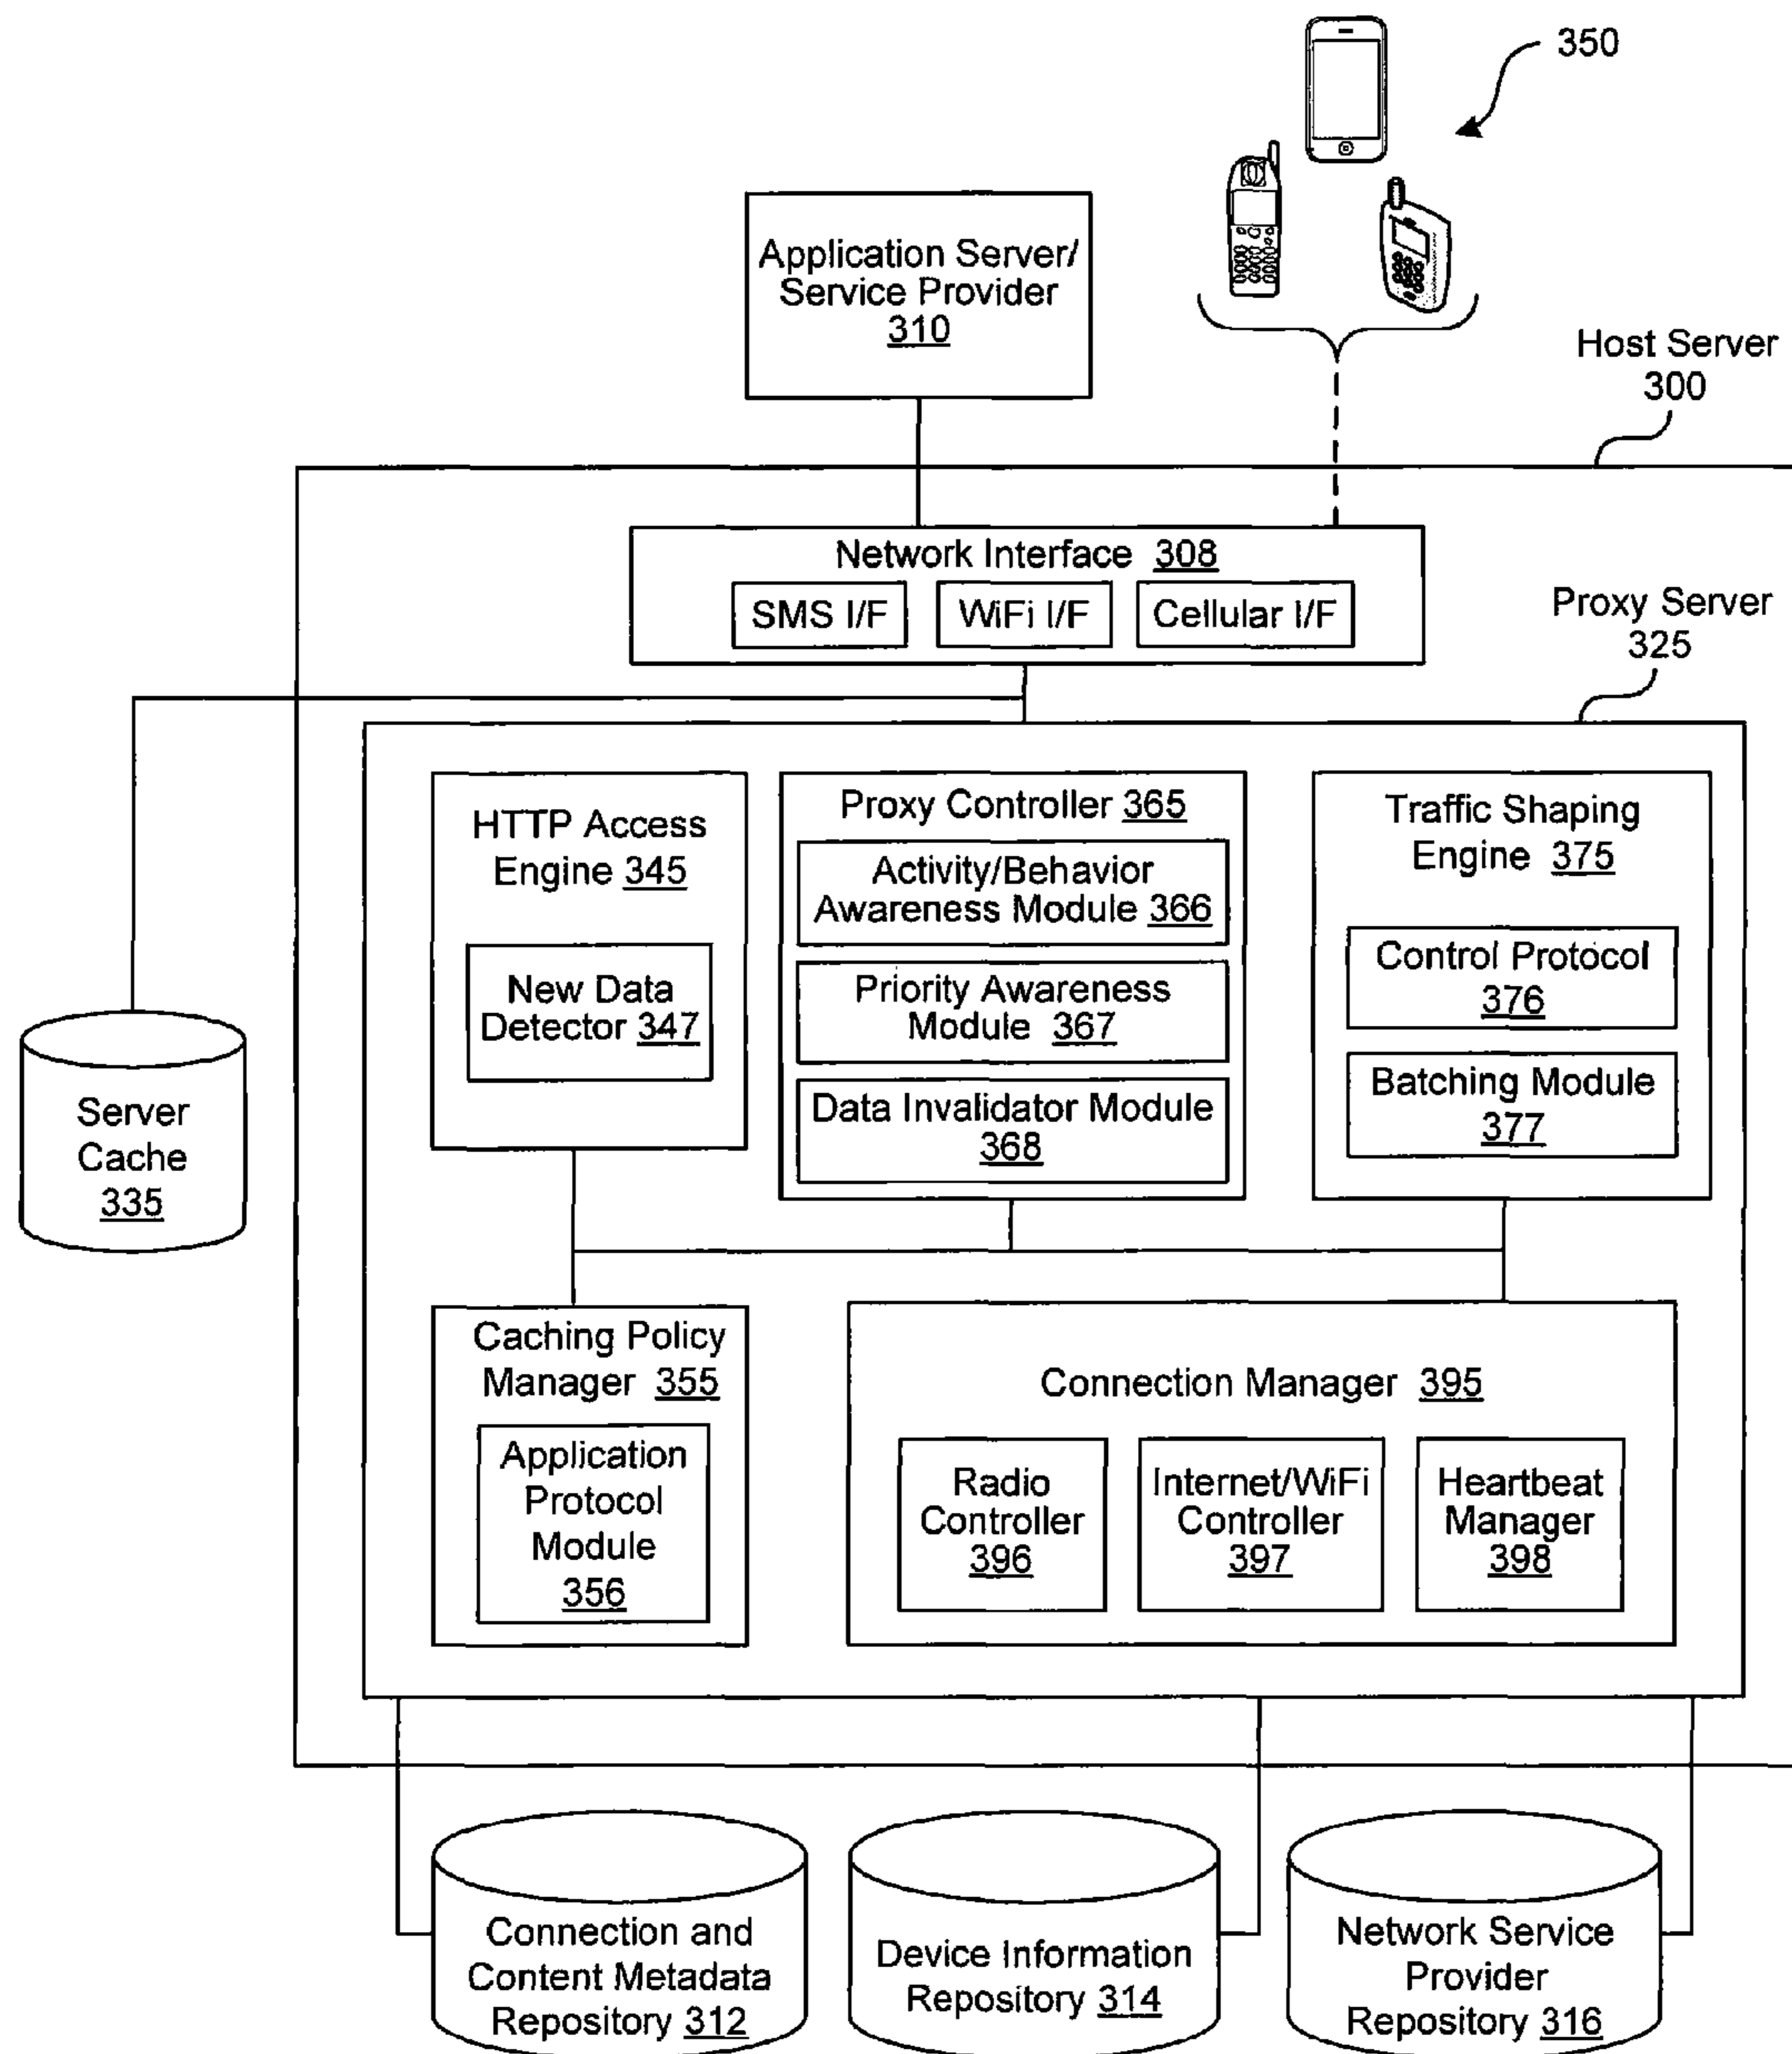 350
Application Server/
Service Provider
310
Host Server
300
Network Interface 308
SMS I/F
WiFi I/F
Cellular I/F
Proxy Server
325
HTTP Access
Engine 345
New Data
Detector 347
Proxy Controller 365
Activity/Behavior
Awareness Module 366
Priority Awareness
Module 367
Data Invalidator Module
368
Traffic Shaping
Engine 375
Control Protocol
376
Batching Module
377
Server
Cache
335
Caching Policy
Manager 355
Application
Protocol
Module
356
Connection Manager 395
Radio
Controller
396
Internet/WiFi
Controller
397
Heartbeat
Manager
398
Connection and
Content Metadata
Repository 312
Device Information
Repository 314
Network Service
Provider
Repository 316